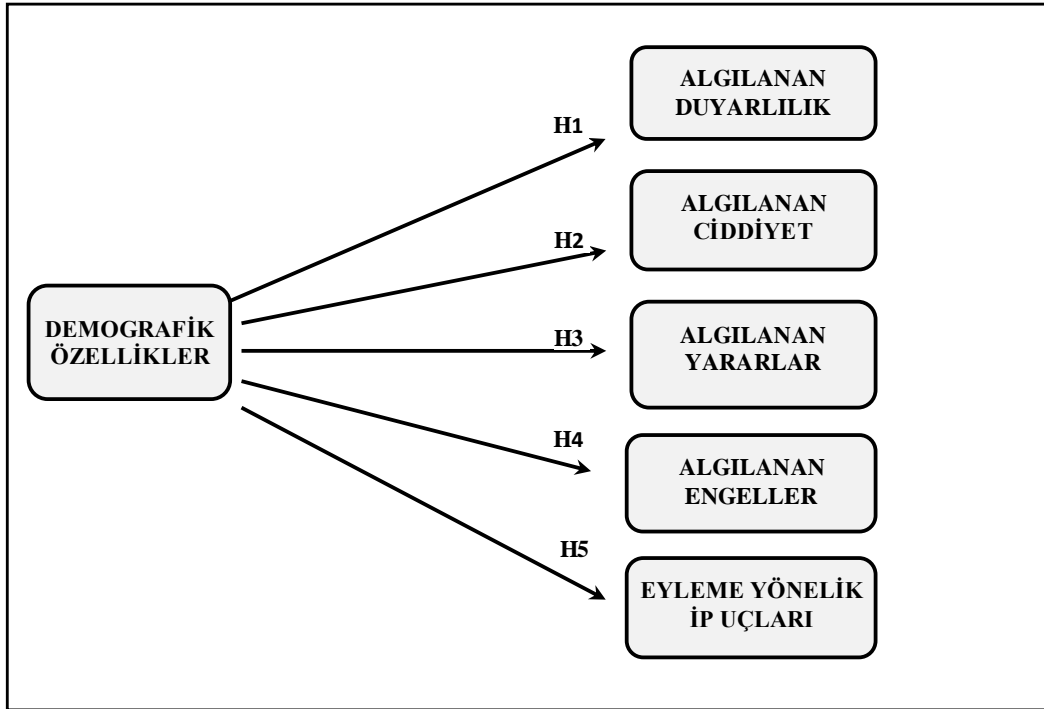 ALGILANAN
DUYARLILIK
H1
ALGILANAN
CİDDİYET
H2
DEMOGRAFİK
ÖZELLİKLER
H3
ALGILANAN
YARARLAR
H4
ALGILANAN
ENGELLER
H5
EYLEME YÖNELİK
İP UÇLARI